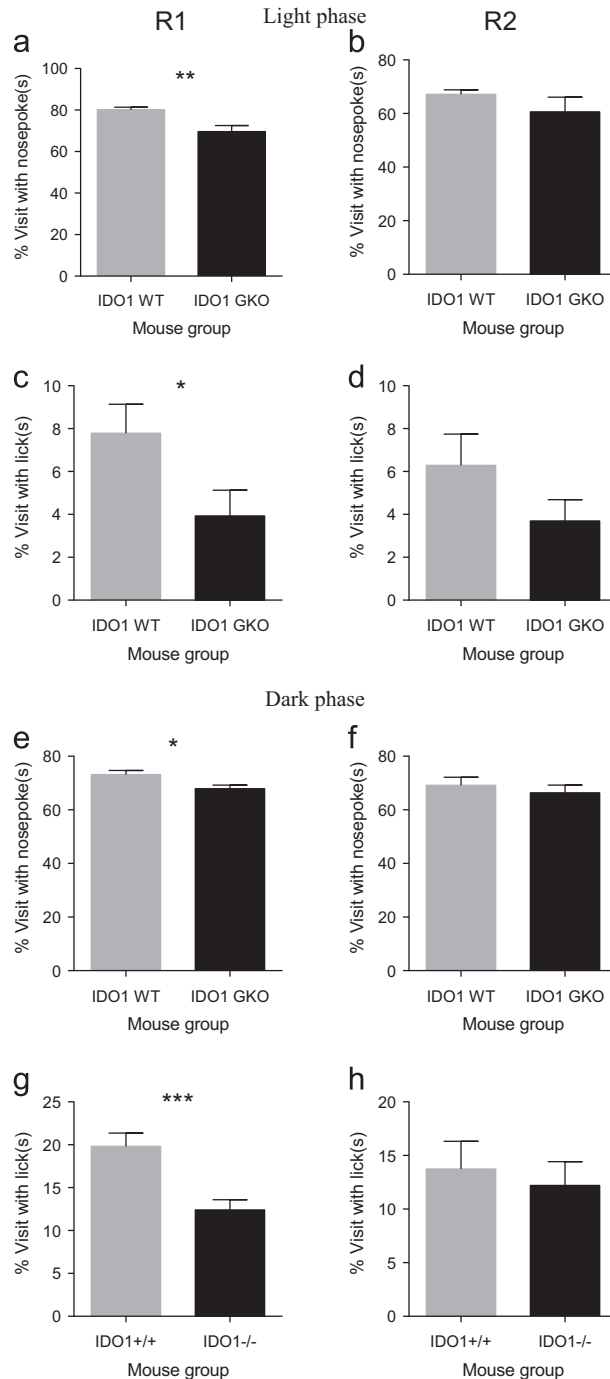 R1 Light phase R2
a
**
% Visit with nosepoke(s)
100
80
60
40
20
0
IDO1 WT IDO1 GKO
Mouse group
b
% Visit with nosepoke(s)
80
60
40
20
0
IDO1 WT IDO1 GKO
Mouse group
c
*
% Visit with lick(s)
10
8
6
4
2
0
IDO1 WT IDO1 GKO
Mouse group
d
% Visit with lick(s)
10
8
6
4
2
0
IDO1 WT IDO1 GKO
Mouse group
Dark phase
e
*
% Visit with nosepoke(s)
80
60
40
20
0
IDO1 WT IDO1 GKO
Mouse group
f
% Visit with nosepoke(s)
80
60
40
20
0
IDO1 WT IDO1 GKO
Mouse group
g
***
% Visit with lick(s)
25
20
15
10
5
0
IDO1+/+ IDO1-/-
Mouse group
h
% Visit with lick(s)
20
15
10
5
0
IDO1+/+ IDO1-/-
Mouse group